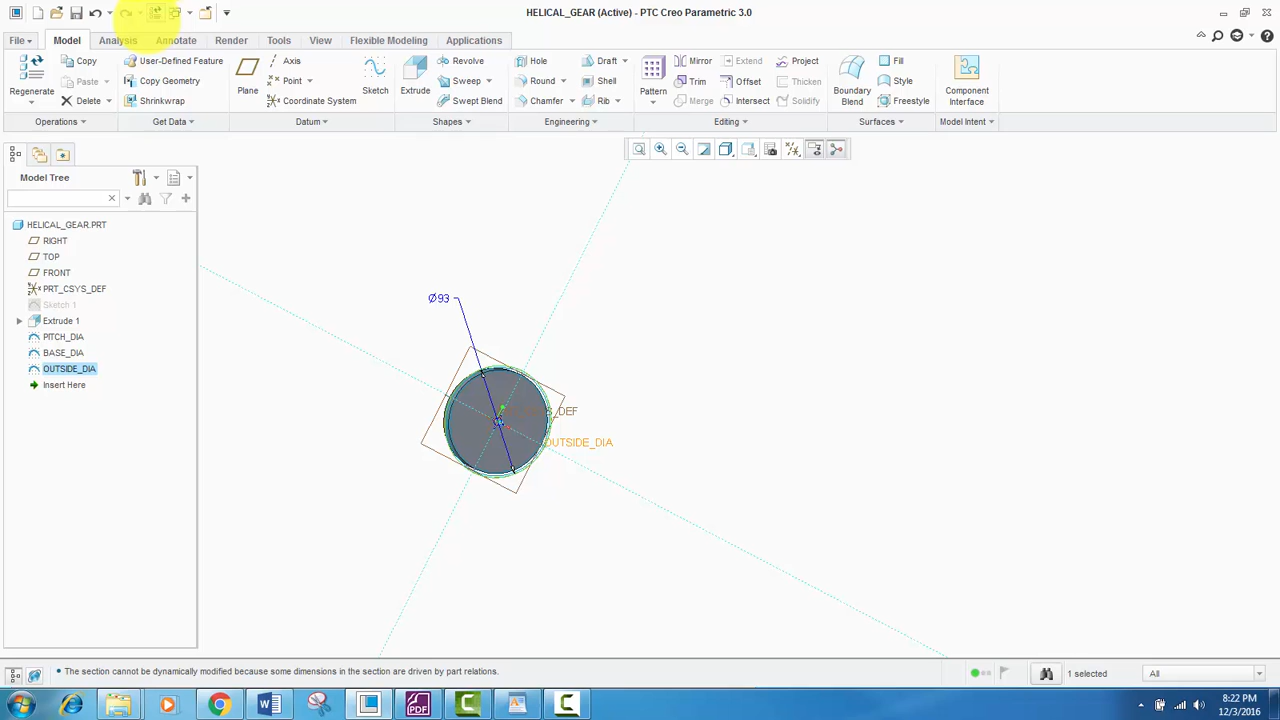 HELICAL_GEAR (Active) - PTC Creo Parametric 3.0
File Model Analysis Annotate Render Tools View Flexible Modeling Applications
Regenerate
Copy
Paste
Delete
Operations
User-Defined Feature
Copy Geometry
Shrinkwrap
Get Data
Plane
Axis
Point
Coordinate System
Sketch
Datum
Extrude
Revolve
Sweep
Swept Blend
Shapes
Hole
Round
Chamfer
Draft
Shell
Rib
Engineering
Pattern
Mirror
Trim
Merge
Extend
Offset
Intersect
Project
Thicken
Solidify
Editing
Boundary
Blend
Fill
Style
Freestyle
Surfaces
Component
Interface
Model Intent
Model Tree
HELICAL_GEAR.PRT
RIGHT
TOP
FRONT
PRT_CSYS_DEF
Sketch 1
Extrude 1
PITCH_DIA
BASE_DIA
OUTSIDE_DIA
Insert Here
Ø93
OUTSIDE_DIA
The section cannot be dynamically modified because some dimensions in the section are driven by part relations.
1 selected
All
PDF
8:22 PM
12/3/2016